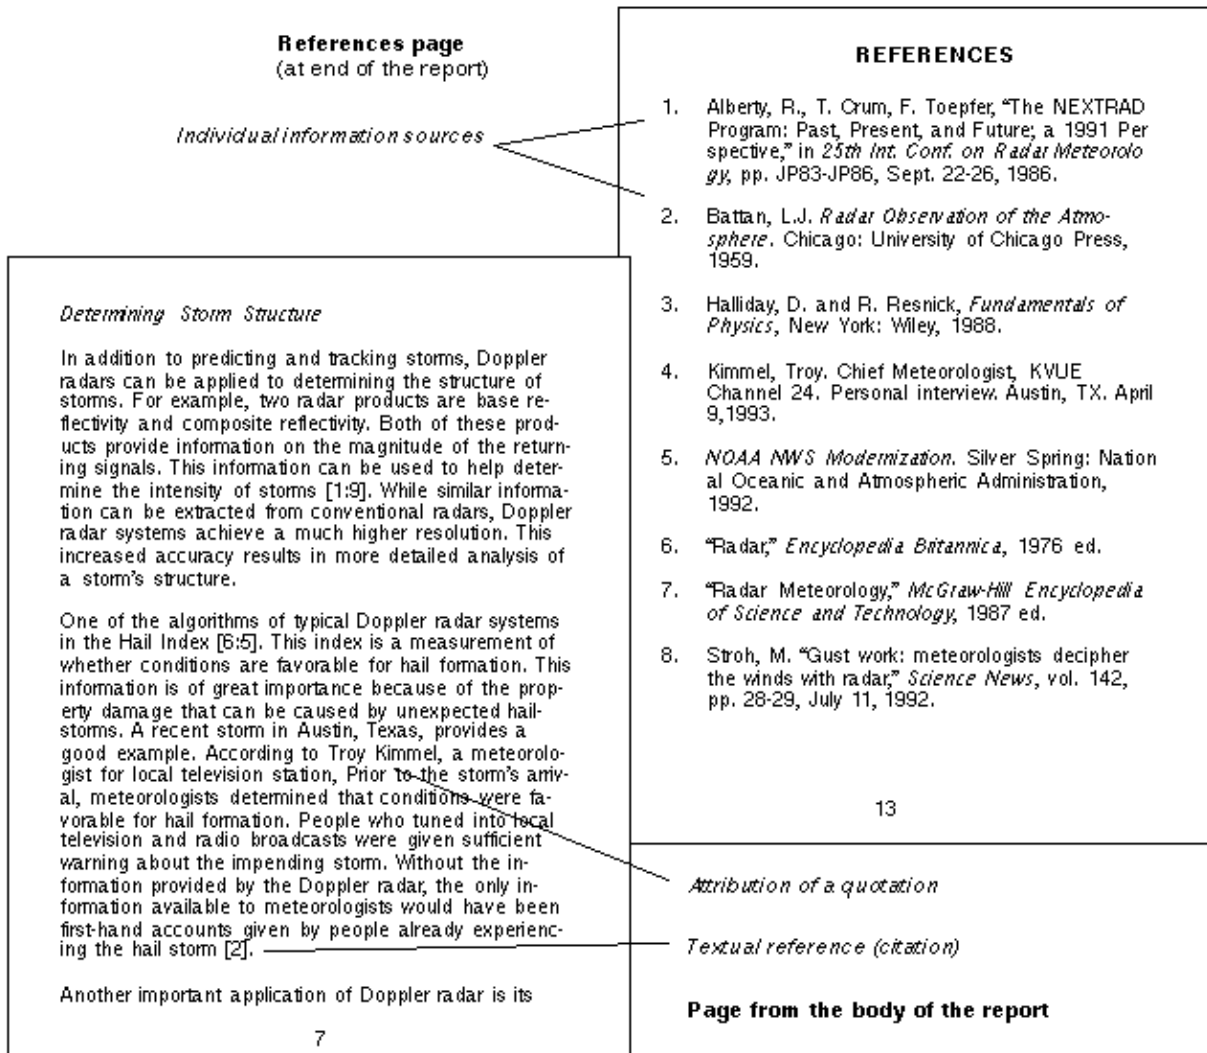 References page
(at end of the report)
Individual information sources
REFERENCES
1. Alberty, R., T. Crum, F. Toepfer, “The NEXTRAD
Program: Past, Present, and Future; a 1991 Per
spective,” in 25th Int. Conf. on Radar Meteorolo
gy, pp. JP83-JP86, Sept. 22-26, 1986.
2. Battan, L.J. Radar Observation of the Atmo-
sphere. Chicago: University of Chicago Press,
1959.
3. Halliday, D. and R. Resnick, Fundamentals of
Physics, New York: Wiley, 1988.
4. Kimmel, Troy. Chief Meteorologist, KVUE
Channel 24. Personal interview. Austin, TX. April
9,1993.
5. NOAA NWS Modernization. Silver Spring: Nation
al Oceanic and Atmospheric Administration,
1992.
6. “Radar,” Encyclopedia Britannica, 1976 ed.
7. “Radar Meteorology,” McGraw-Hill Encyclopedia
of Science and Technology, 1987 ed.
8. Stroh, M. “Gust work: meteorologists decipher
the winds with radar,” Science News, vol. 142,
pp. 28-29, July 11, 1992.
13
Determining Storm Structure
In addition to predicting and tracking storms, Doppler
radars can be applied to determining the structure of
storms. For example, two radar products are base re-
flectivity and composite reflectivity. Both of these prod-
ucts provide information on the magnitude of the return-
ing signals. This information can be used to help deter-
mine the intensity of storms [1:9]. While similar informa-
tion can be extracted from conventional radars, Doppler
radar systems achieve a much higher resolution. This
increased accuracy results in more detailed analysis of
a storm’s structure.
One of the algorithms of typical Doppler radar systems
in the Hail Index [6:5]. This index is a measurement of
whether conditions are favorable for hail formation. This
information is of great importance because of the prop-
erty damage that can be caused by unexpected hail-
storms. A recent storm in Austin, Texas, provides a
good example. According to Troy Kimmel, a meteorolo-
gist for local television station, Prior to the storm’s arriv-
al, meteorologists determined that conditions were fa-
vorable for hail formation. People who tuned into local
television and radio broadcasts were given sufficient
warning about the impending storm. Without the in-
formation provided by the Doppler radar, the only in-
formation available to meteorologists would have been
first-hand accounts given by people already experienc-
ing the hail storm [2].
Another important application of Doppler radar is its
7
Attribution of a quotation
Textual reference (citation)
Page from the body of the report